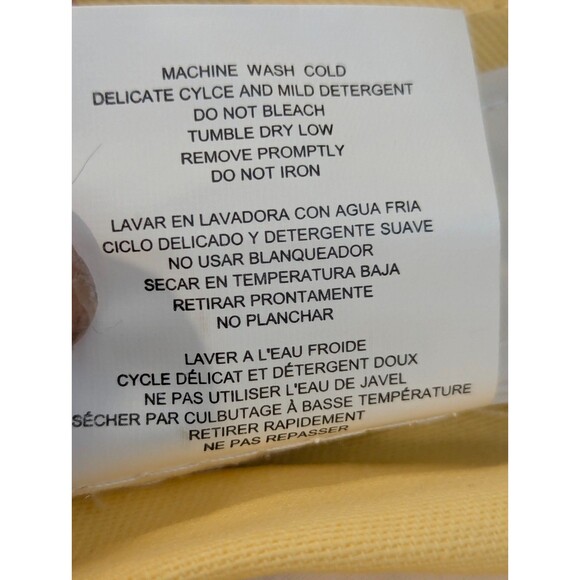 MACHINE WASH COLD
DELICATE CYLCE AND MILD DETERGENT
DO NOT BLEACH
TUMBLE DRY LOW
REMOVE PROMPTLY
DO NOT IRON
LAVAR EN LAVADORA CON AGUA FRIA
CICLO DELICADO Y DETERGENTE SUAVE
NO USAR BLANQUEADOR
SECAR EN TEMPERATURA BAJA
RETIRAR PRONTAMENTE
NO PLANCHAR
LAVER A L'EAU FROIDE
CYCLE DÉLICAT ET DÉTERGENT DOUX
NE PAS UTILISER L'EAU DE JAVEL
SÉCHER PAR CULBUTAGE À BASSE TEMPÉRATURE
RETIRER RAPIDEMENT
NE PAS REPASSER